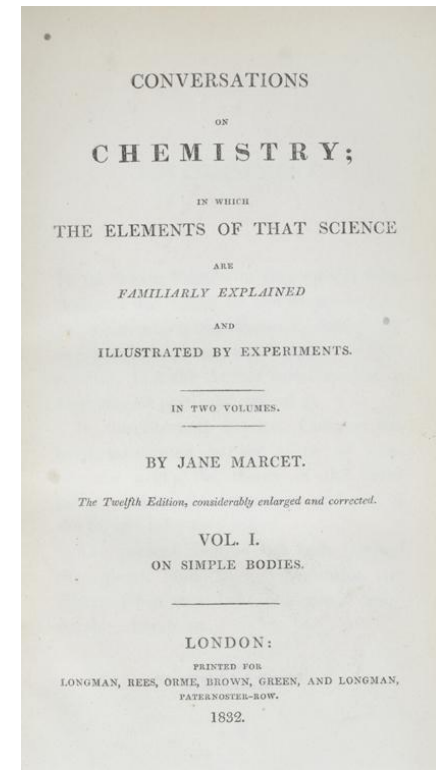 CONVERSATIONS
ON
CHEMISTRY;
IN WHICH
THE ELEMENTS OF THAT SCIENCE
ARE
FAMILIARLY EXPLAINED
AND
ILLUSTRATED BY EXPERIMENTS.
IN TWO VOLUMES.
BY JANE MARCET.
The Twelfth Edition, considerably enlarged and corrected.
VOL. I.
ON SIMPLE BODIES.
LONDON:
PRINTED FOR
LONGMAN, REES, ORME, BROWN, GREEN, AND LONGMAN,
PATERNOSTER-ROW.
1832.